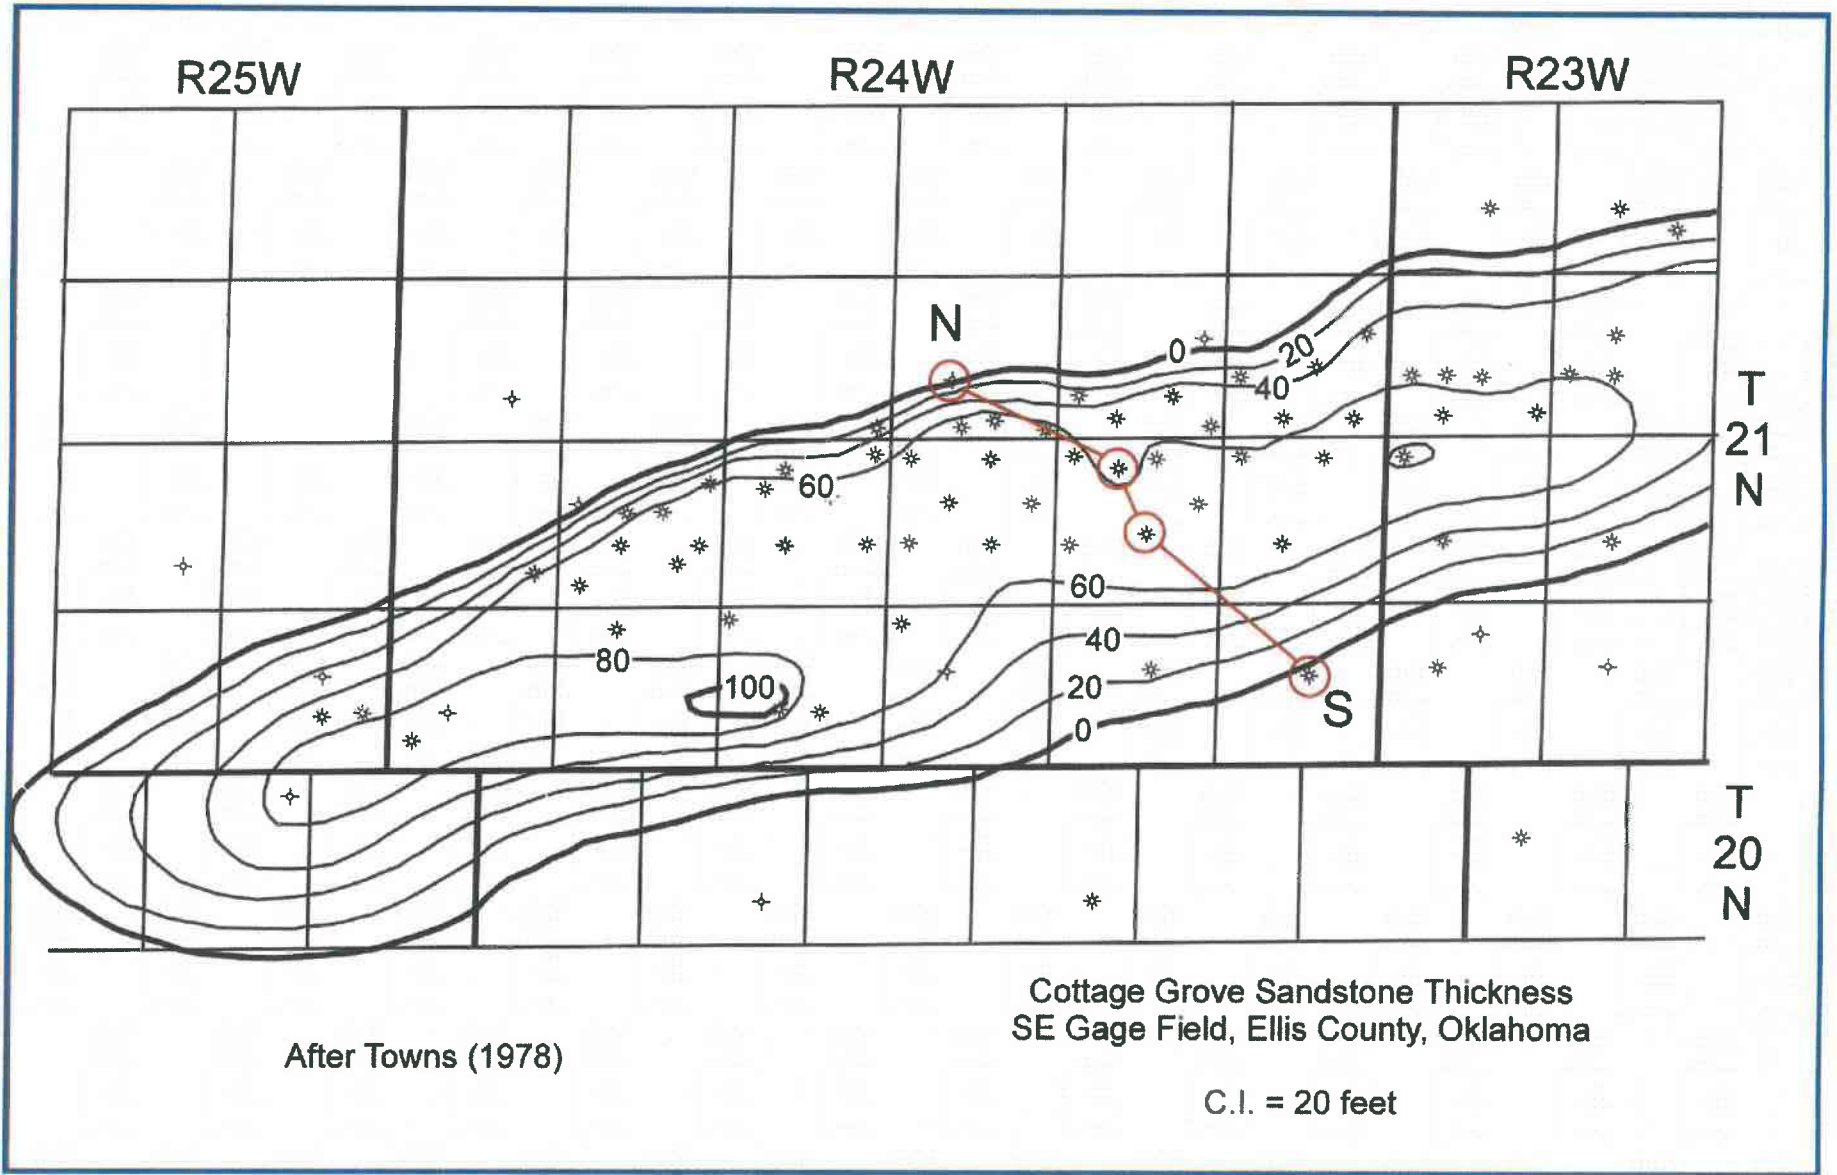 R25W
R24W
R23W
N
0
20
40
T
21
N
60
60
80
40
100
20
S
0
T
20
N
Cottage Grove Sandstone Thickness
SE Gage Field, Ellis County, Oklahoma
After Towns (1978)
C.I. = 20 feet